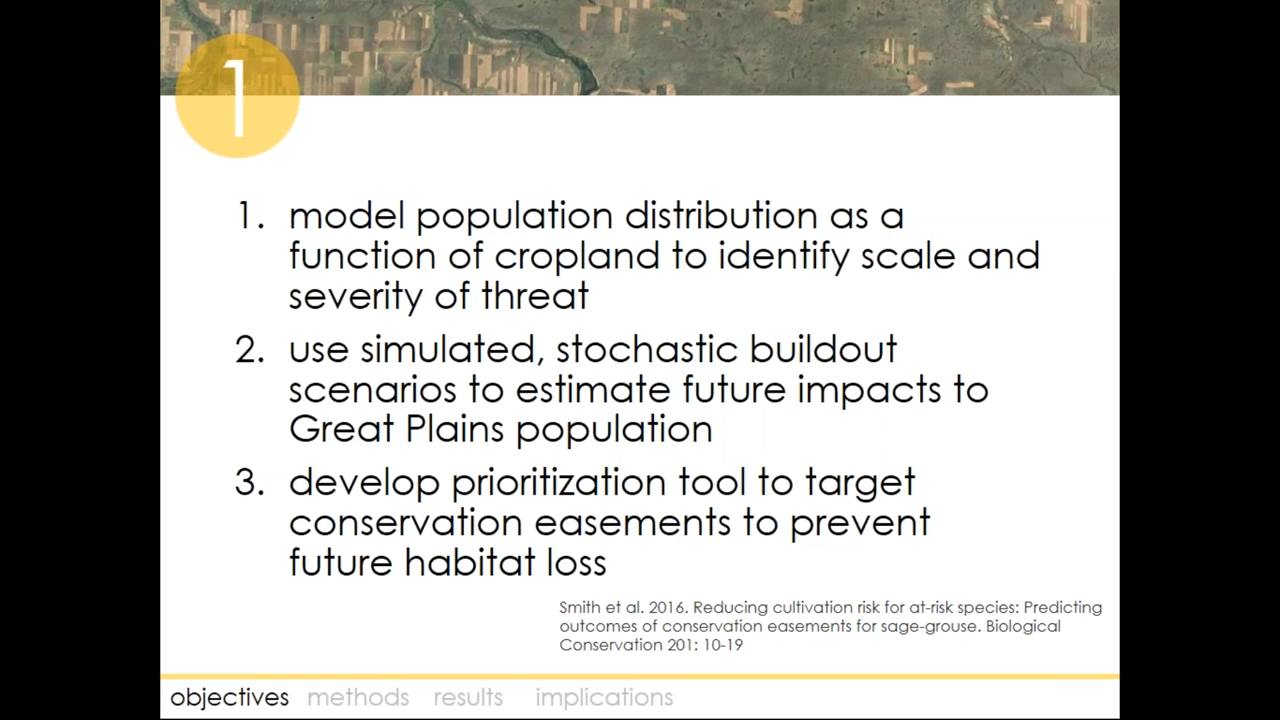 1
1. model population distribution as a
function of cropland to identify scale and
severity of threat
2. use simulated, stochastic buildout
scenarios to estimate future impacts to
Great Plains population
3. develop prioritization tool to target
conservation easements to prevent
future habitat loss
Smith et al. 2016. Reducing cultivation risk for at-risk species: Predicting
outcomes of conservation easements for sage-grouse. Biological
Conservation 201: 10-19
objectives methods results implications